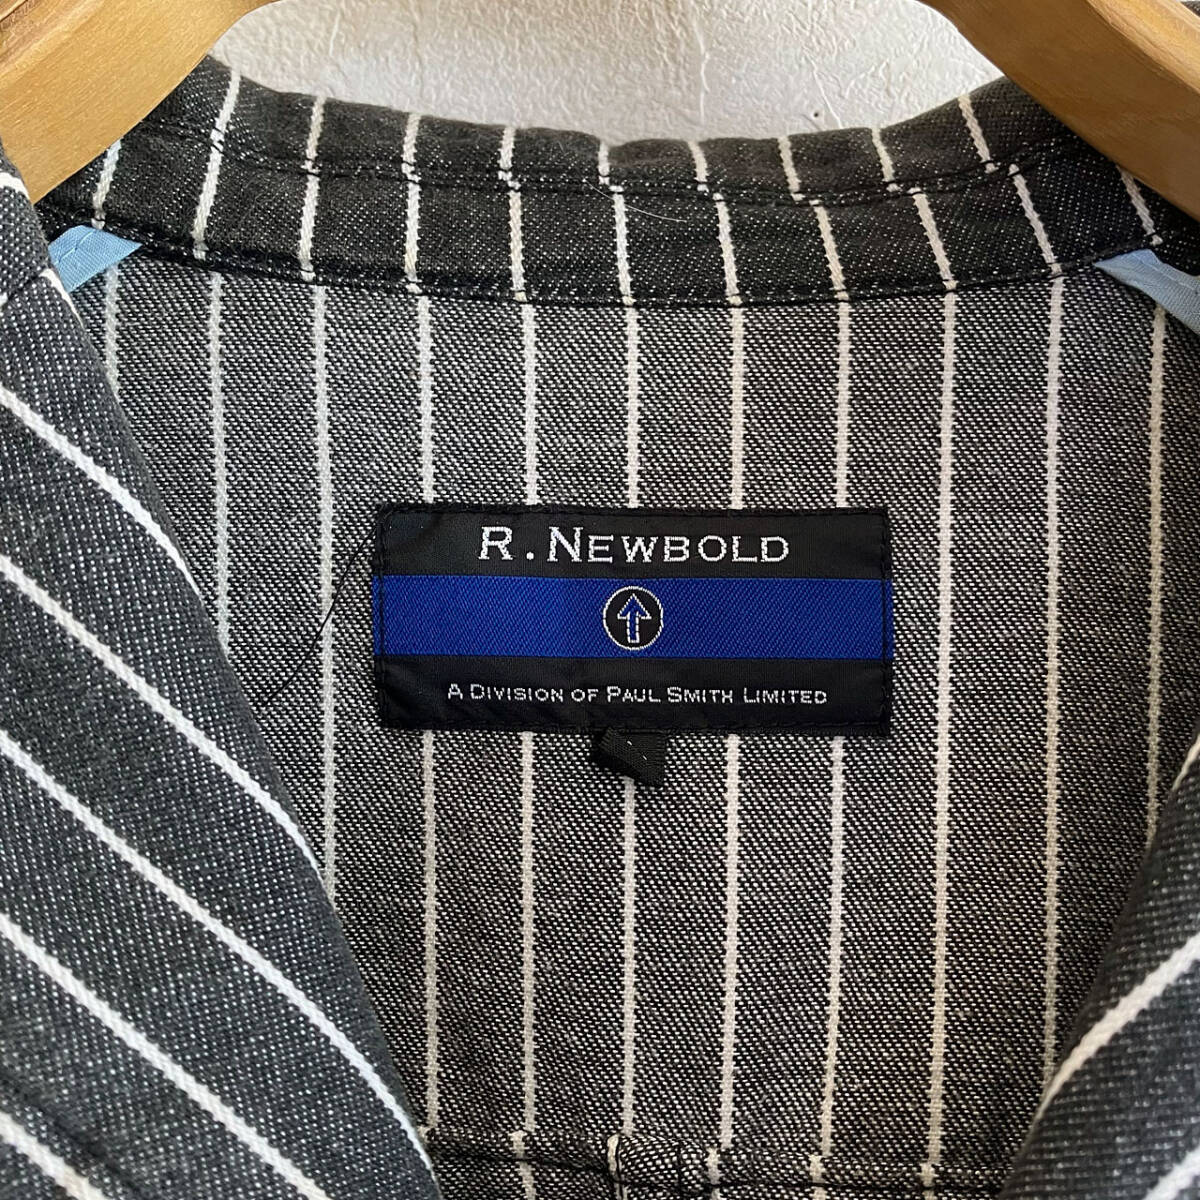 R. NEWBOLD
A DIVISION OF PAUL SMITH LIMITED